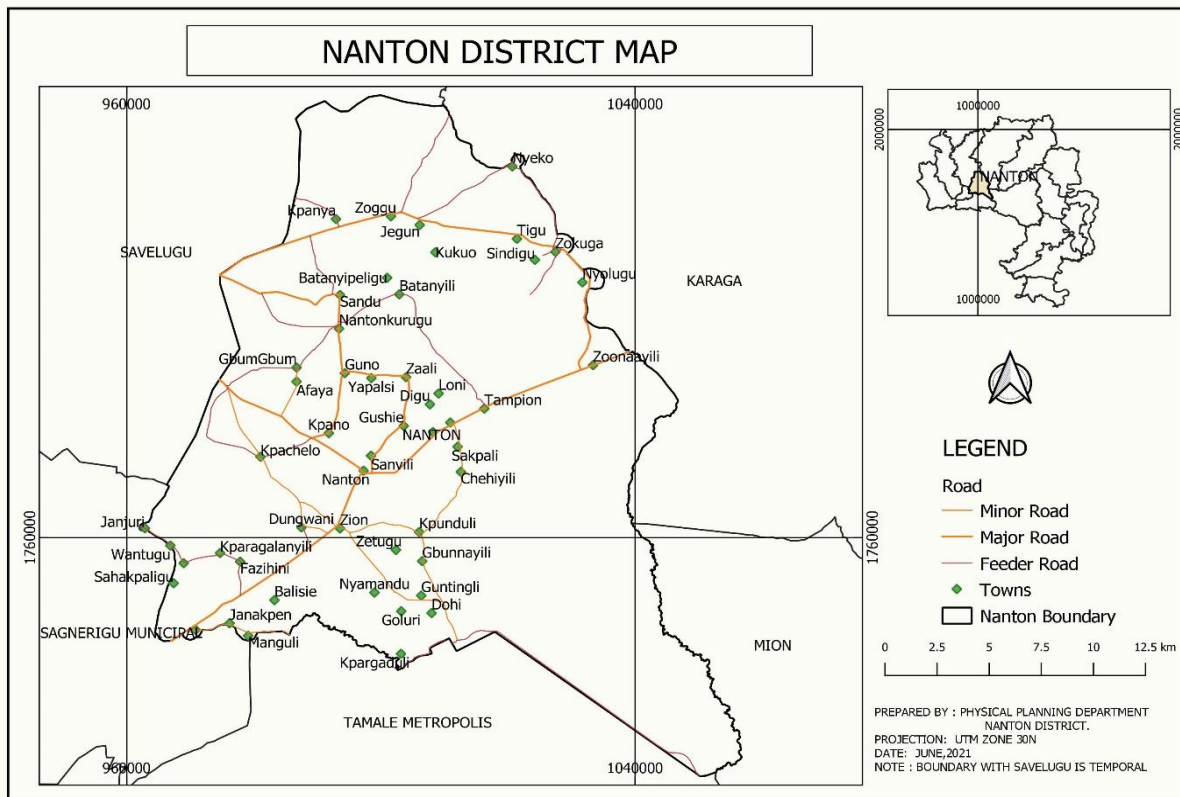 NANTON DISTRICT MAP
960000
1040000
1000000
2000000
2000000
NANTON
1000000
Nyeko
Kpanya
Zoggu
Jegun
Tigu
SAVELUGU
Kukuo
Sindigu
Zokuga
KARAGA
Batanyipeligu
Batanyili
Nyolugu
Sandu
Nantonkurugu
GbumGbum
Guno
Zaali
Zoonaayili
Afaya
Yapalsi
Digu
Loni
Tampion
Kpano
Gushie
NANTON
Kpachelo
Sanvili
Sakpali
Nanton
Chehiyili
LEGEND
Road
Minor Road
Major Road
Feeder Road
Towns
Nanton Boundary
Janjuri
Dungwani
Zion
Kpunduli
1760000
1760000
Wantugu
Kparagalanyili
Zetugu
Gbunnayili
Sahakpaligu
Fazihini
Nyamandu
Guntingli
Balisie
Goluri
Dohi
SAGNERIGU MUNICIRAL
Janakpen
Manguli
Kpargaduli
MION
0 2.5 5 7.5 10 12.5 km
TAMALE METROPOLIS
PREPARED BY : PHYSICAL PLANNING DEPARTMENT
NANTON DISTRICT.
PROJECTION: UTM ZONE 30N
DATE: JUNE,2021
NOTE : BOUNDARY WITH SAVELUGU IS TEMPORAL
960000
1040000